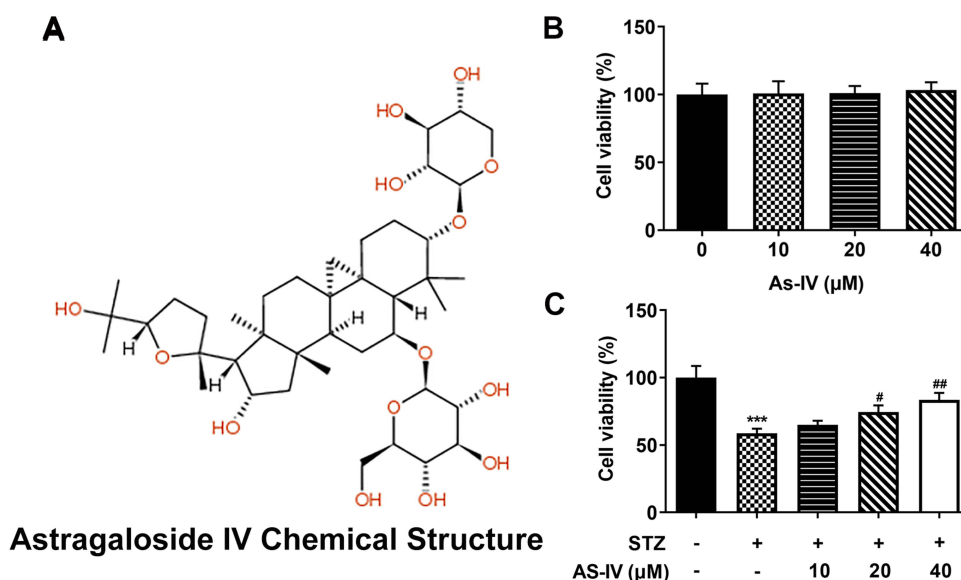 A
OH
HO
HO
O
HO
O
HO
H
O
H
H
H
O
HO
O
OH
OH
HO
OH
OH
Astragaloside IV Chemical Structure
B
Cell viability (%)
150
100
50
0
0 10 20 40
As-IV (μM)
C
Cell viability (%)
150
100
50
0
*** # ##
STZ - + + + +
AS-IV (μM) - - 10 20 40